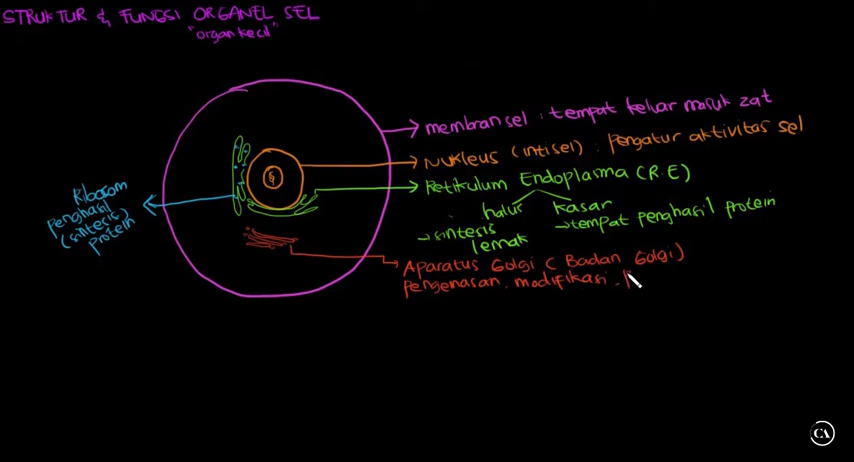 STRUKTUR & FUNGSI ORGANEL SEL
"organ kecil"
membran sel : tempat keluar masuk zat
Nukleus (inti sel) : pengatur aktivitas sel
Retikulum Endoplasma (R.E)
halus kasar
→ sintesis lemak
→ tempat penghasil protein
Ribosom
penghasil
(sintesis)
protein
Aparatus Golgi ( Badan Golgi)
pengemasan, modifikasi,
CA